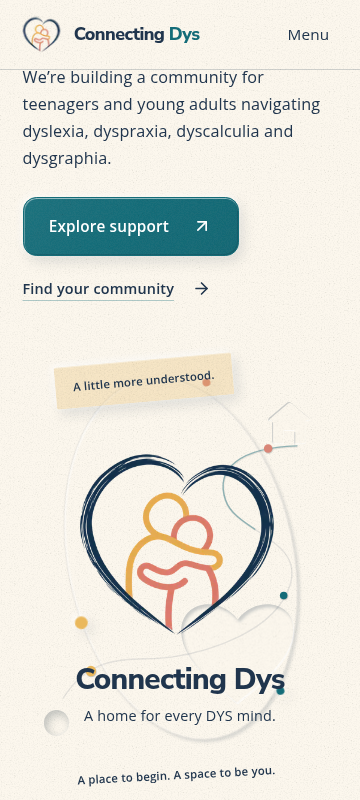 Connecting Dys
Menu
We’re building a community for
teenagers and young adults navigating
dyslexia, dyspraxia, dyscalculia and
dysgraphia.
Explore support
Find your community
A little more understood.
Connecting Dys
A home for every DYS mind.
A place to begin. A space to be you.